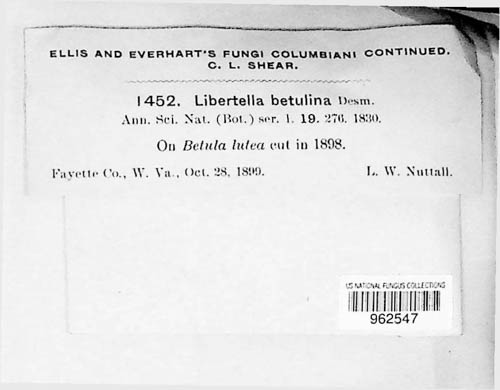 ELLIS AND EVERHART'S FUNGI COLUMBIANI CONTINUED.
C. L. SHEAR.
1452. Libertella betulina Desm.
Ann. Sci. Nat. (Bot.) ser. 1. 19. 276. 1830.
On Betula lutea cut in 1898.
Fayette Co., W. Va., Oct. 28, 1899. L. W. Nuttall.
US NATIONAL FUNGUS COLLECTIONS
962547